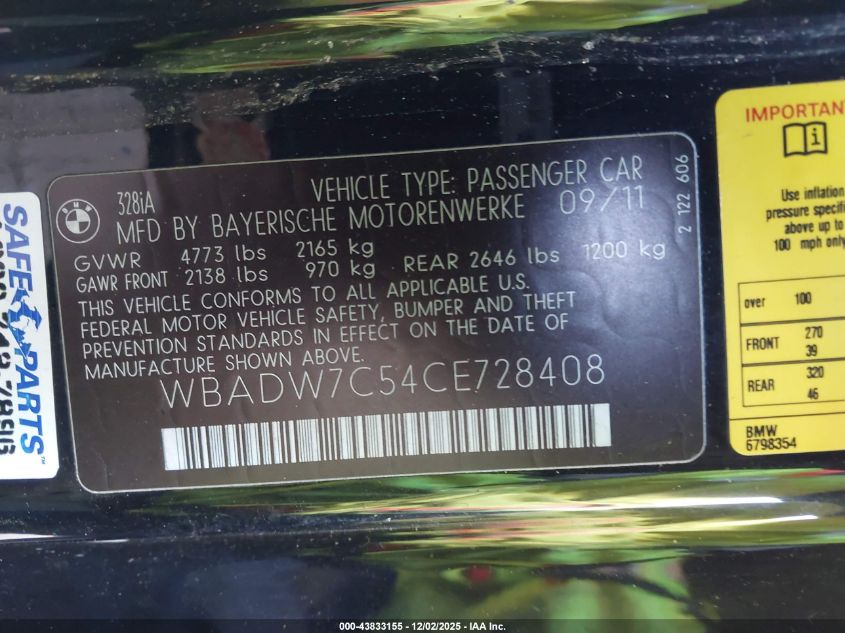 328iA
VEHICLE TYPE: PASSENGER CAR
MFD BY BAYERISCHE MOTORENWERKE 09/11
GVWR 4773 lbs 2165 kg
GAWR FRONT 2138 lbs 970 kg REAR 2646 lbs 1200 kg
THIS VEHICLE CONFORMS TO ALL APPLICABLE U.S.
FEDERAL MOTOR VEHICLE SAFETY, BUMPER AND THEFT
PREVENTION STANDARDS IN EFFECT ON THE DATE OF
MANUFACTURE SHOWN ABOVE.
WBADW7C54CE728408
2 122 606
BMW
SAFE PARTS™
IMPORTAN
i
Use inflation
pressure specifi
above up to
100 mph only
over 100
FRONT 270
39
REAR 320
46
BMW
6798354
000-43833155 - 12/02/2025 - IAA Inc.